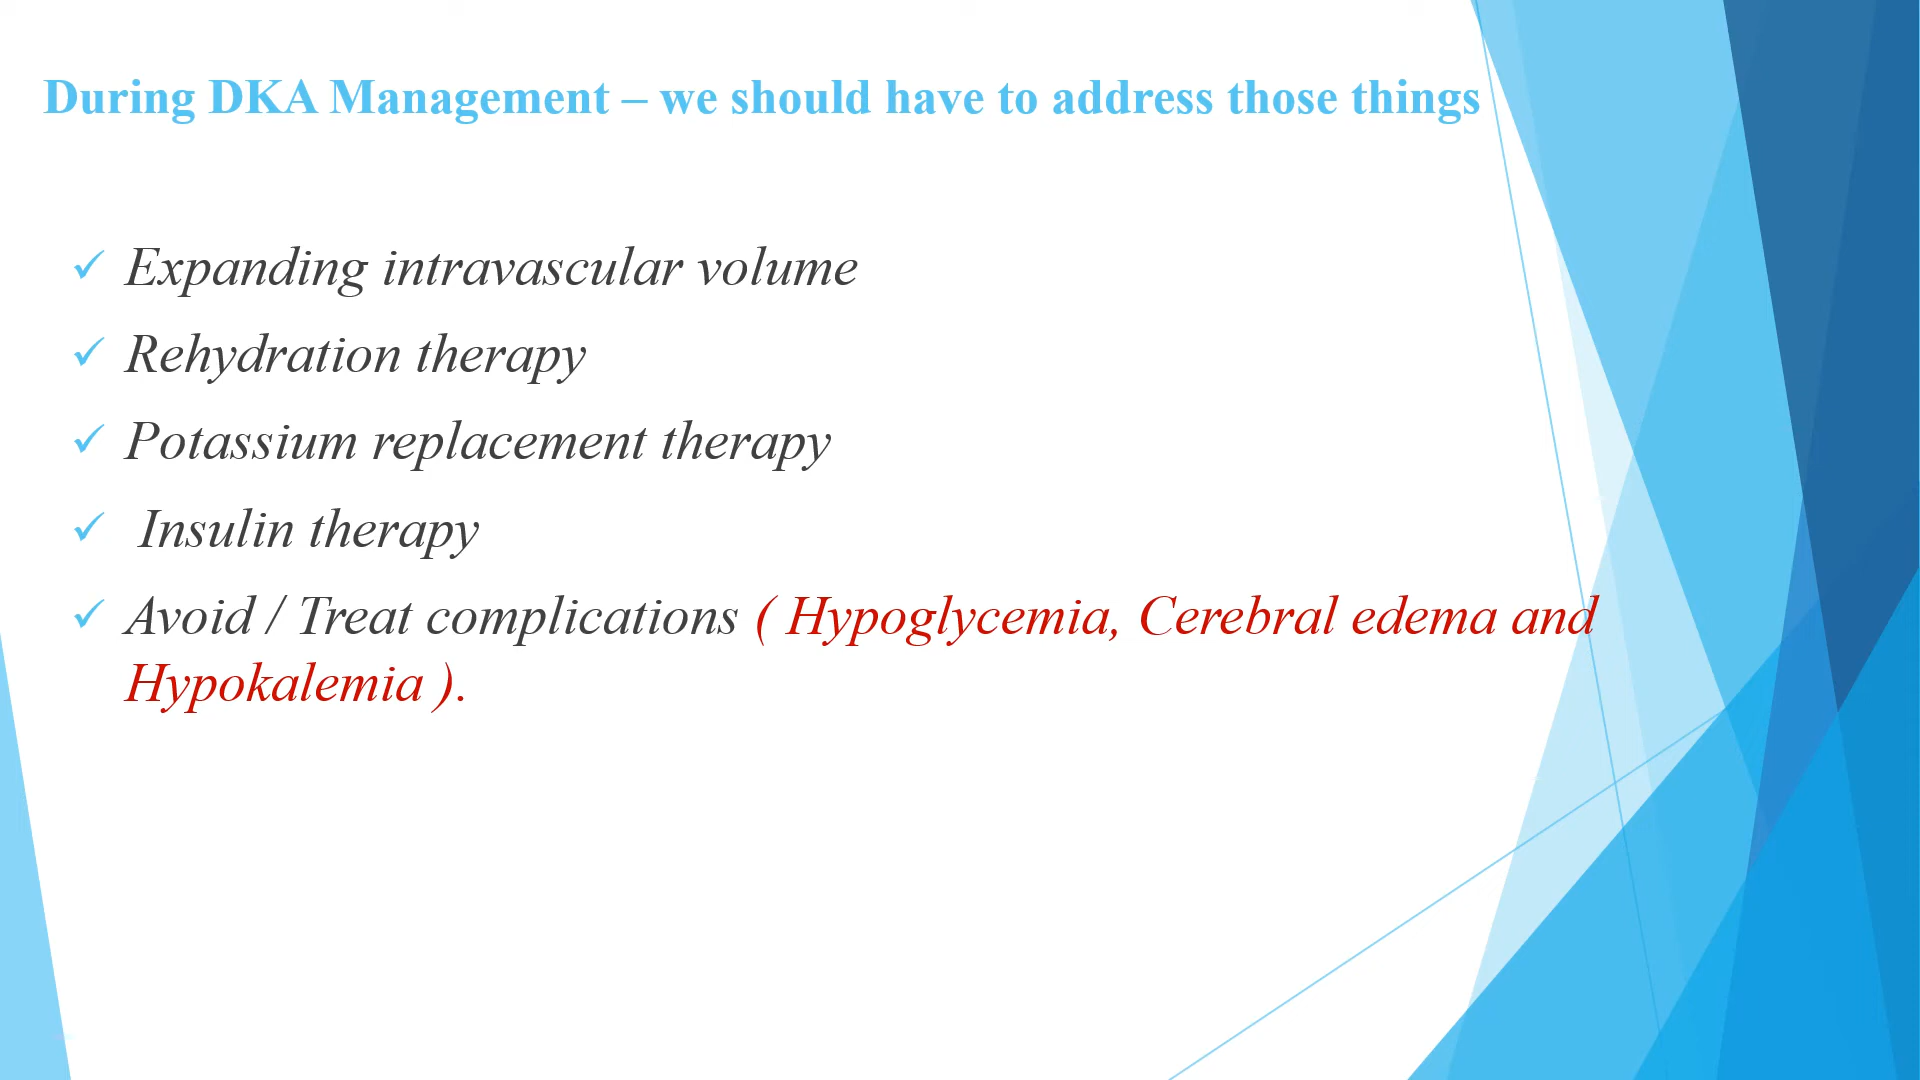 During DKA Management – we should have to address those things
✓ Expanding intravascular volume
✓ Rehydration therapy
✓ Potassium replacement therapy
✓ Insulin therapy
✓ Avoid / Treat complications ( Hypoglycemia, Cerebral edema and
Hypokalemia ).